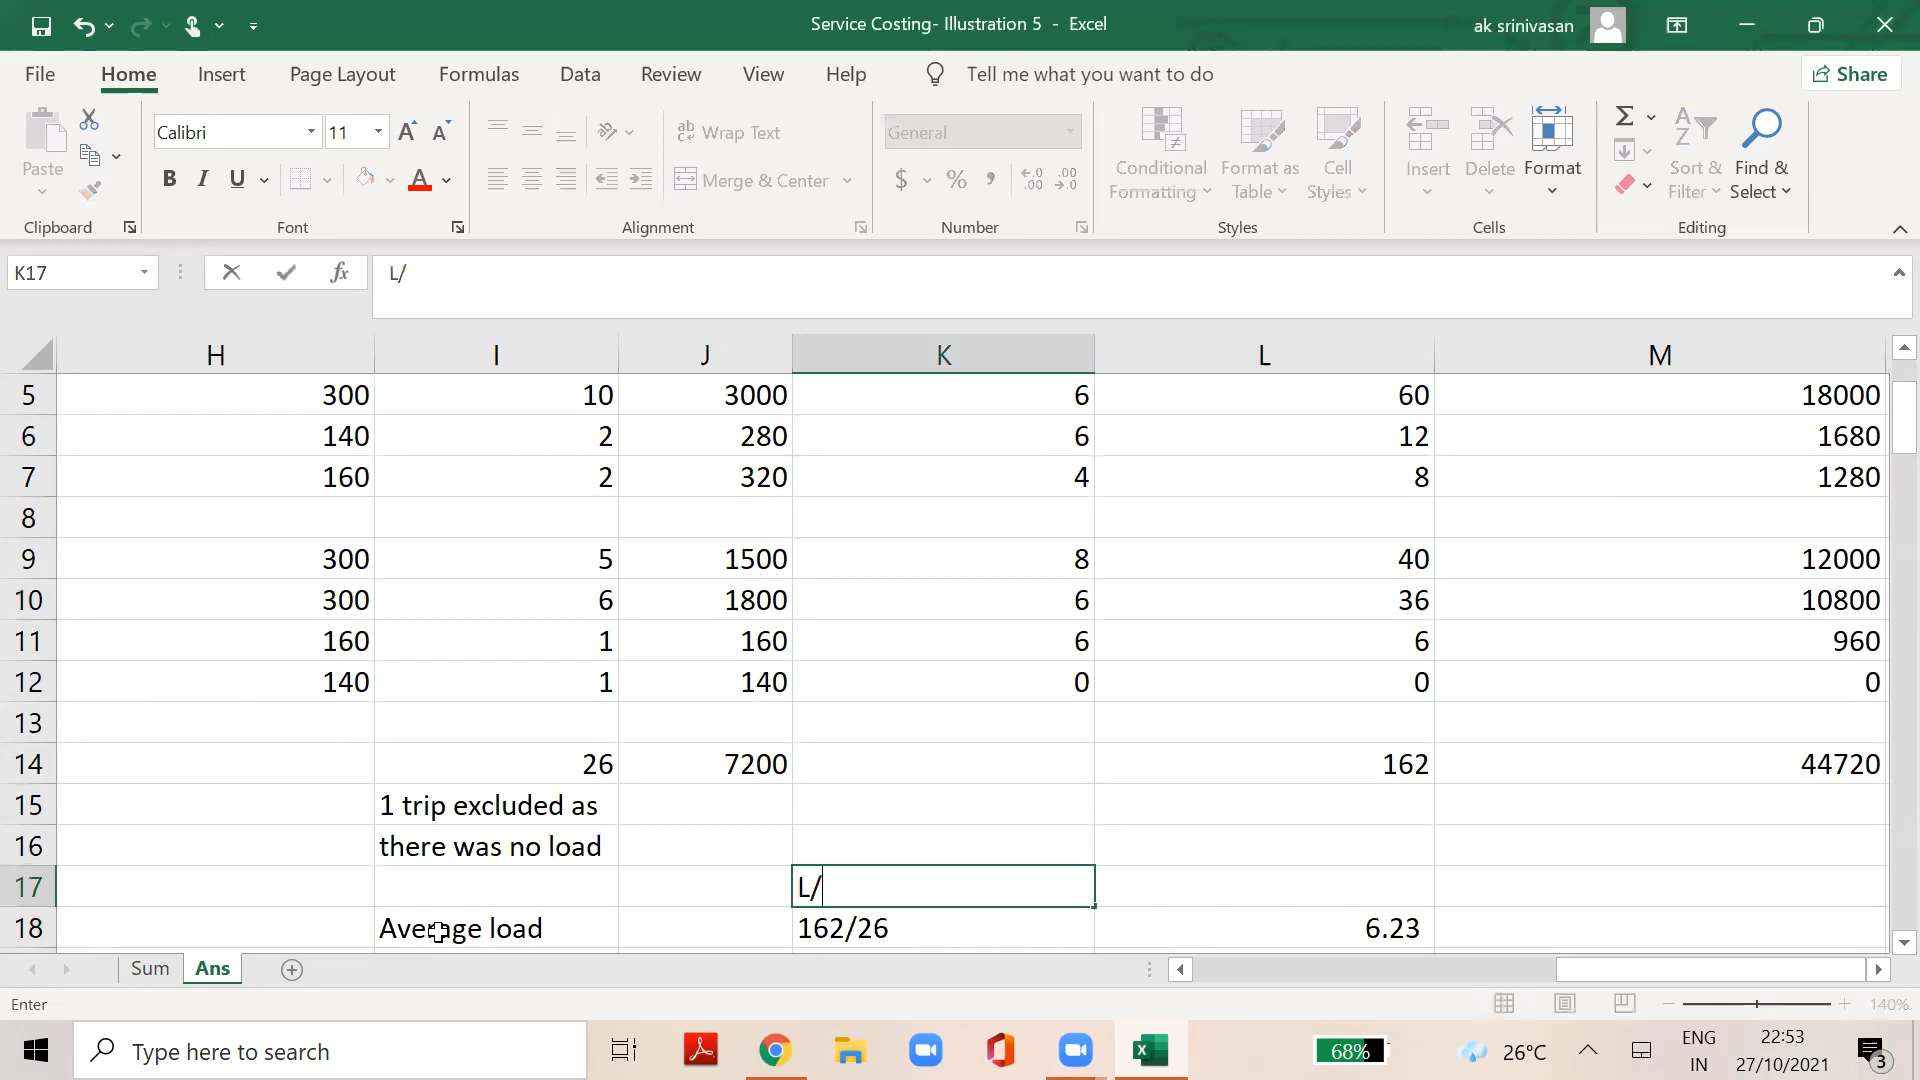 Service Costing- Illustration 5 - Excel
ak srinivasan
File Home Insert Page Layout Formulas Data Review View Help Tell me what you want to do Share
Paste
Calibri 11 A A
B I U A
Wrap Text
Merge & Center
General
$ % 9 .0 .00 .00 .0
Conditional Formatting
Format as Table
Cell Styles
Insert Delete Format
Sort & Filter
Find & Select
Clipboard Font Alignment Number Styles Cells Editing
K17 fx L/
H I J K L M
5 300 10 3000 6 60 18000
6 140 2 280 6 12 1680
7 160 2 320 4 8 1280
8
9 300 5 1500 8 40 12000
10 300 6 1800 6 36 10800
11 160 1 160 6 6 960
12 140 1 140 0 0 0
13
14 26 7200 162 44720
15 1 trip excluded as
16 there was no load
17 L/
18 Average load 162/26 6.23
Sum Ans
Enter 140%
Type here to search
68% 26°C ENG IN 22:53 27/10/2021 3